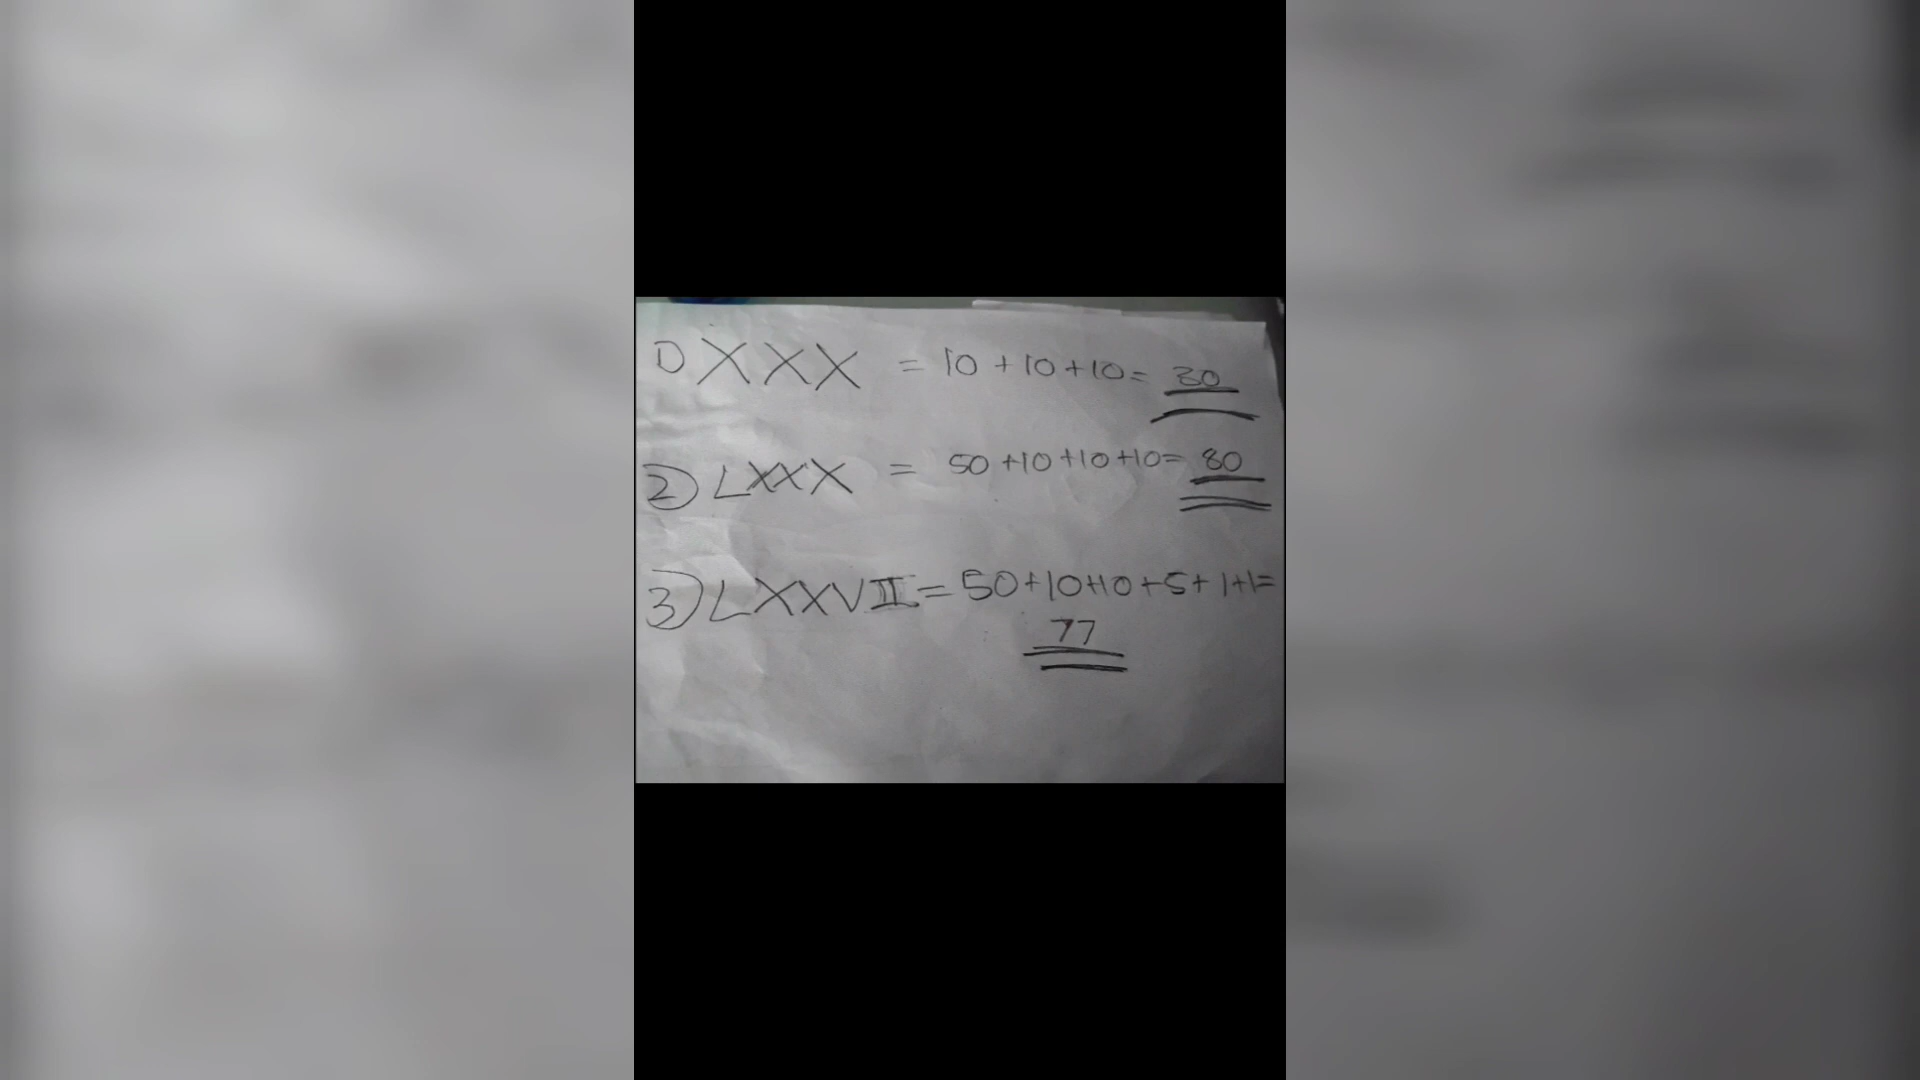 1) XXX = 10 + 10 + 10 = 30
2) LXXX = 50 + 10 + 10 + 10 = 80
3) LXXVII = 50 + 10 + 10 + 5 + 1 + 1 =
77